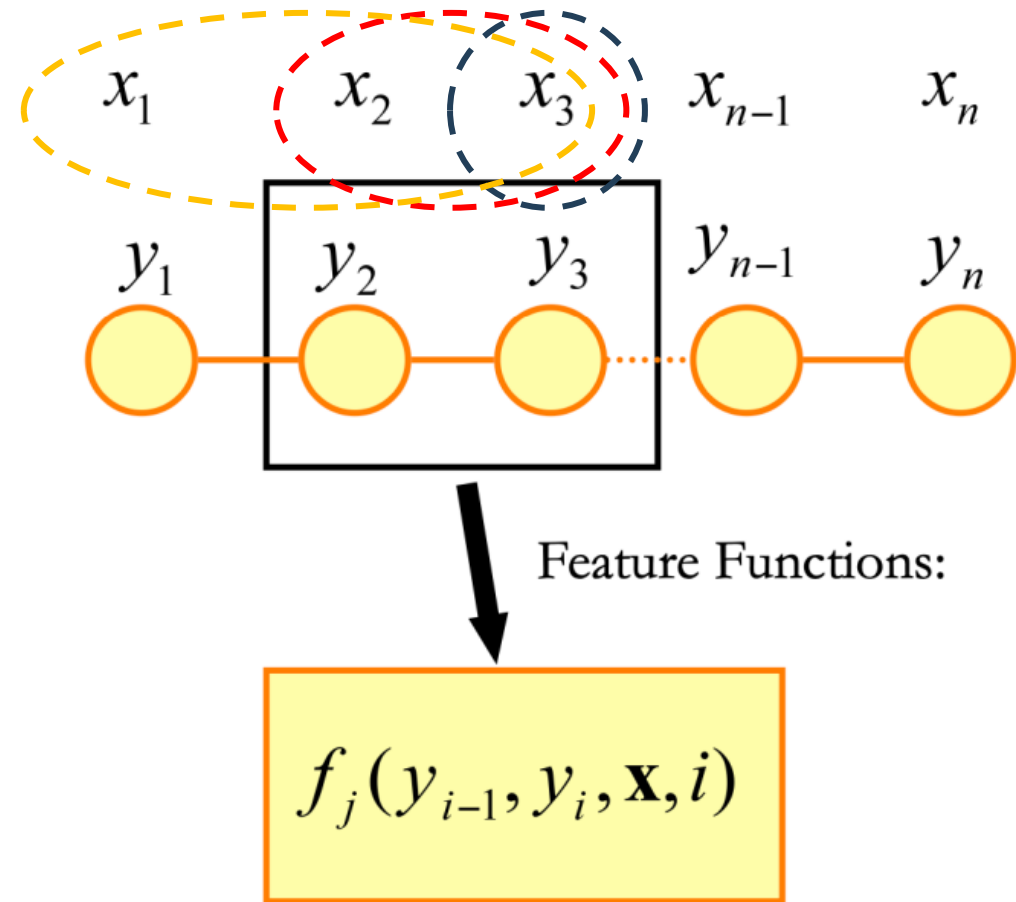 x₁ x₂ x₃ xₙ₋₁ xₙ
y₁ y₂ y₃ yₙ₋₁ yₙ
Feature Functions:
fⱼ(yᵢ₋₁, yᵢ, 𝐱, i)